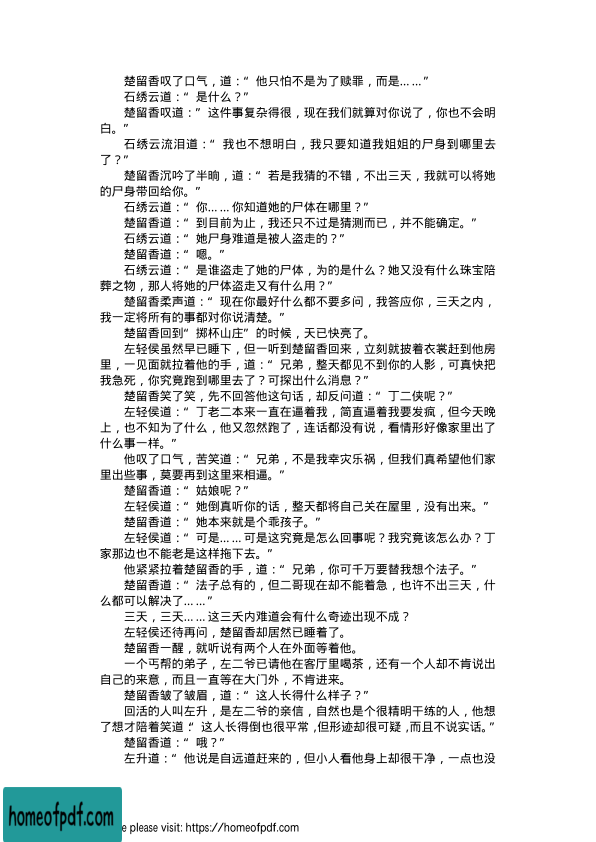 楚留香叹了口气，道：“他只怕不是为了赎罪，而是……”
石绣云道：“是什么？”
楚留香叹道：”这件事复杂得很，现在我们就算对你说了，你也不会明
白。”
石绣云流泪道：“我也不想明白，我只要知道我姐姐的尸身到哪里去
了？”
楚留香沉吟了半晌，道：“若是我猜的不错，不出三天，我就可以将她
的尸身带回给你。”
石绣云道：“你……你知道她的尸体在哪里？”
楚留香道：“到目前为止，我还只不过是猜测而已，并不能确定。”
石绣云道：“她尸身难道是被人盗走的？”
楚留香道：“嗯。”
石绣云道：“是谁盗走了她的尸体，为的是什么？她又没有什么珠宝陪
葬之物，那人将她的尸体盗走又有什么用？”
楚留香柔声道：“现在你最好什么都不要多问，我答应你，三天之内，
我一定将所有的事都对你说清楚。”
楚留香回到“掷杯山庄”的时候，天已快亮了。
左轻侯虽然早已睡下，但一听到楚留香回来，立刻就披着衣裳赶到他房
里，一见面就拉着他的手，道：“兄弟，整天都见不到你的人影，可真快把
我急死，你究竟跑到哪里去了？可探出什么消息？”
楚留香笑了笑，先不回答他这句话，却反问道：“丁二侠呢？”
左轻侯道：“丁老二本来一直在逼着我，简直逼着我要发疯，但今天晚
上，也不知为了什么，他又忽然跑了，连话都没有说，看情形好像家里出了
什么事一样。”
他叹了口气，苦笑道：“兄弟，不是我幸灾乐祸，但我们真希望他们家
里出些事，莫要再到这里来相逼。”
楚留香道：“姑娘呢？”
左轻侯道：“她倒真听你的话，整天都将自己关在屋里，没有出来。”
楚留香道：“她本来就是个乖孩子。”
左轻侯道：“可是……可是这究竟是怎么回事呢？我究竟该怎么办？丁
家那边也不能老是这样拖下去。”
他紧紧拉着楚留香的手，道：“兄弟，你可千万要替我想个法子。”
楚留香道：“法子总有的，但二哥现在却不能着急，也许不出三天，什
么都可以解决了……”
三天，三天……这三夭内难道会有什么奇迹出现不成？
左轻侯还待再问，楚留香却居然已睡着了。
楚留香一醒，就听说有两个人在外面等着他。
一个丐帮的弟子，左二爷已请他在客厅里喝茶，还有一个人却不肯说出
自己的来意，而且一直等在大门外，不肯进来。
楚留香皱了皱眉，道：“这人长得什么样子？”
回活的人叫左升，是左二爷的亲信，自然也是个很精明干练的人，他想
了想才陪着笑道：“这人长得倒也很平常，但形迹却很可疑，而且不说实话。”
楚留香道：“哦？”
左升道：“他说是自远道赶来的，但小人看他身上却很干净，一点也没
homeofpdf.com
e please visit: https://homeofpdf.com